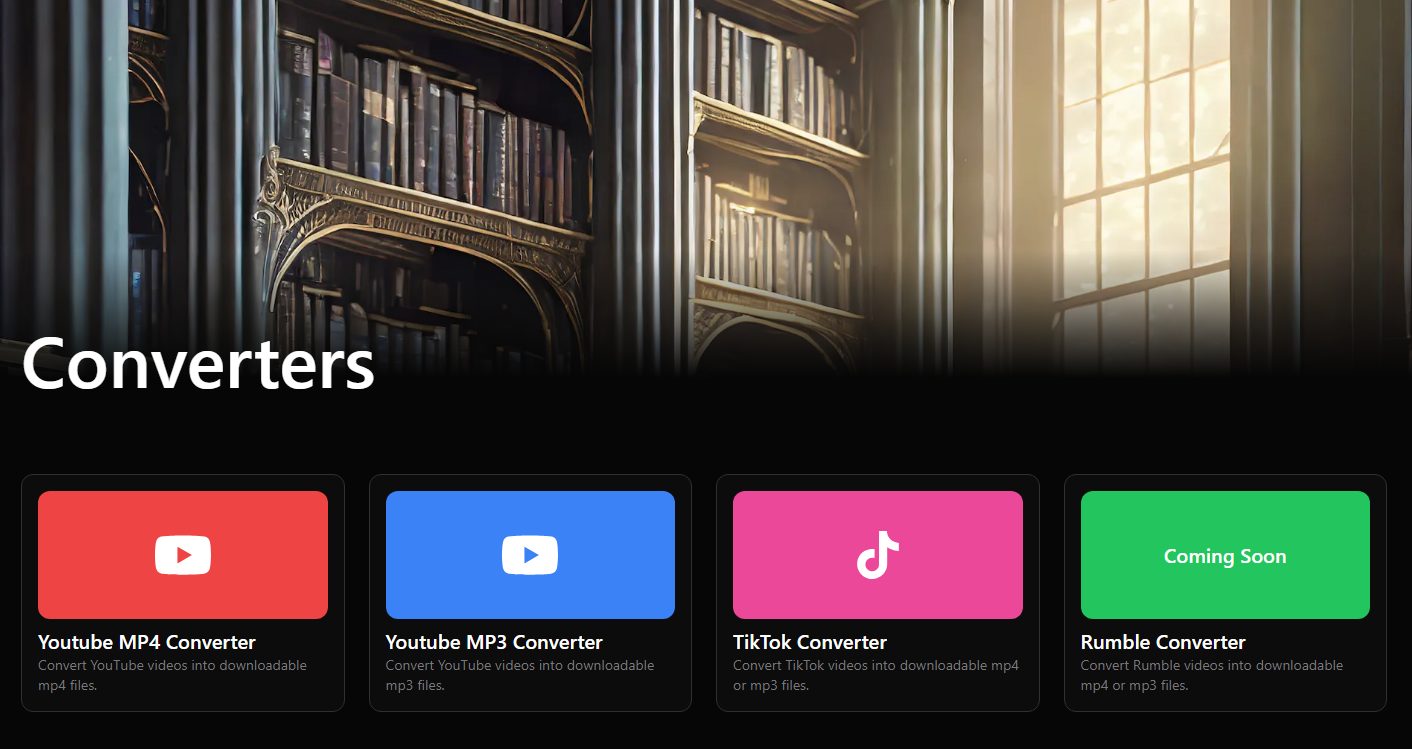 Converters
Coming Soon
Youtube MP4 Converter
Convert YouTube videos into downloadable
mp4 files.
Youtube MP3 Converter
Convert YouTube videos into downloadable
mp3 files.
TikTok Converter
Convert TikTok videos into downloadable mp4
or mp3 files.
Rumble Converter
Convert Rumble videos into downloadable
mp4 or mp3 files.